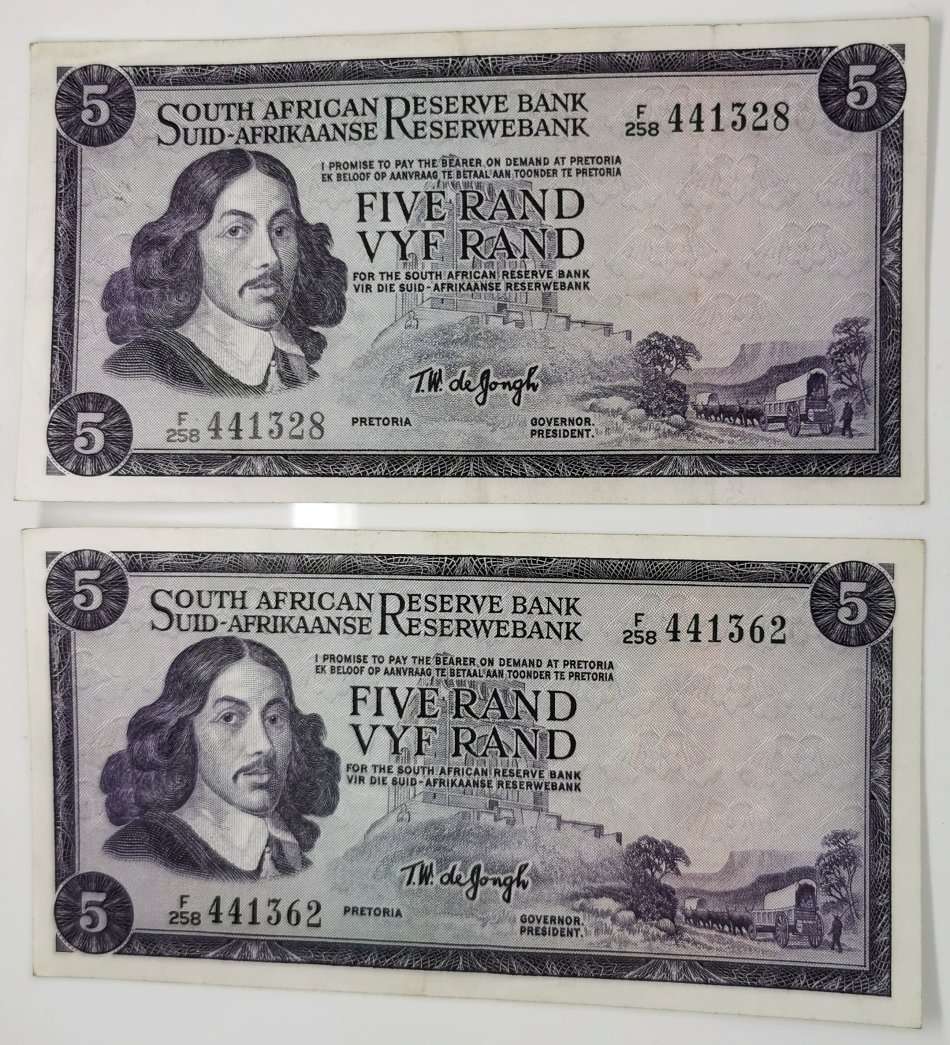 5 5
SOUTH AFRICAN RESERVE BANK
SUID-AFRIKAANSE RESERWEBANK
F/258 441328
I PROMISE TO PAY THE BEARER ON DEMAND AT PRETORIA
EK BELOOF OP AANVRAAG TE BETAAL AAN TOONDER TE PRETORIA
FIVE RAND
VYF RAND
FOR THE SOUTH AFRICAN RESERVE BANK
VIR DIE SUID-AFRIKAANSE RESERWEBANK
T.W. de Jongh
5 F/258 441328 PRETORIA GOVERNOR.
PRESIDENT.
5 5
SOUTH AFRICAN RESERVE BANK
SUID-AFRIKAANSE RESERWEBANK
F/258 441362
I PROMISE TO PAY THE BEARER ON DEMAND AT PRETORIA
EK BELOOF OP AANVRAAG TE BETAAL AAN TOONDER TE PRETORIA
FIVE RAND
VYF RAND
FOR THE SOUTH AFRICAN RESERVE BANK
VIR DIE SUID-AFRIKAANSE RESERWEBANK
T.W. de Jongh
5 F/258 441362 PRETORIA GOVERNOR.
PRESIDENT.